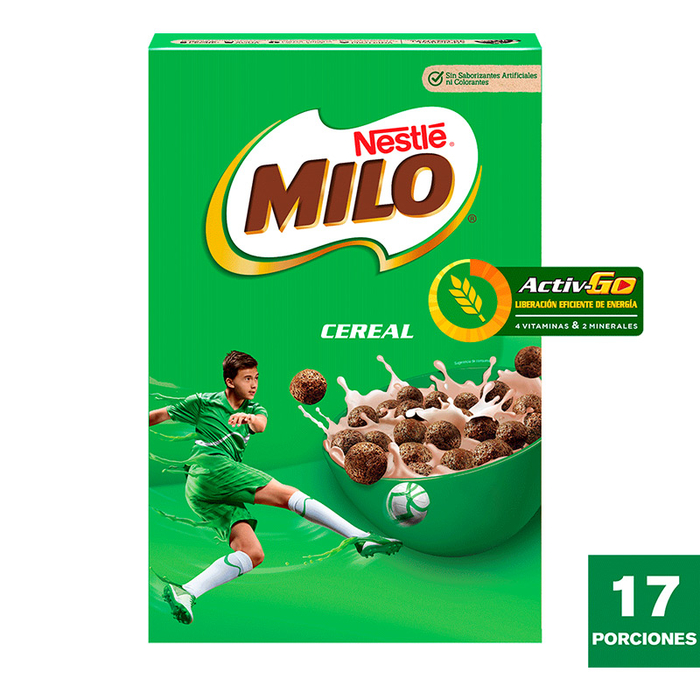 Sin Saborizantes Artificiales
ni Colorantes
Nestlé®
MILO®
Activ-GO
LIBERACIÓN EFICIENTE DE ENERGÍA
4 VITAMINAS & 2 MINERALES
CEREAL
17
PORCIONES